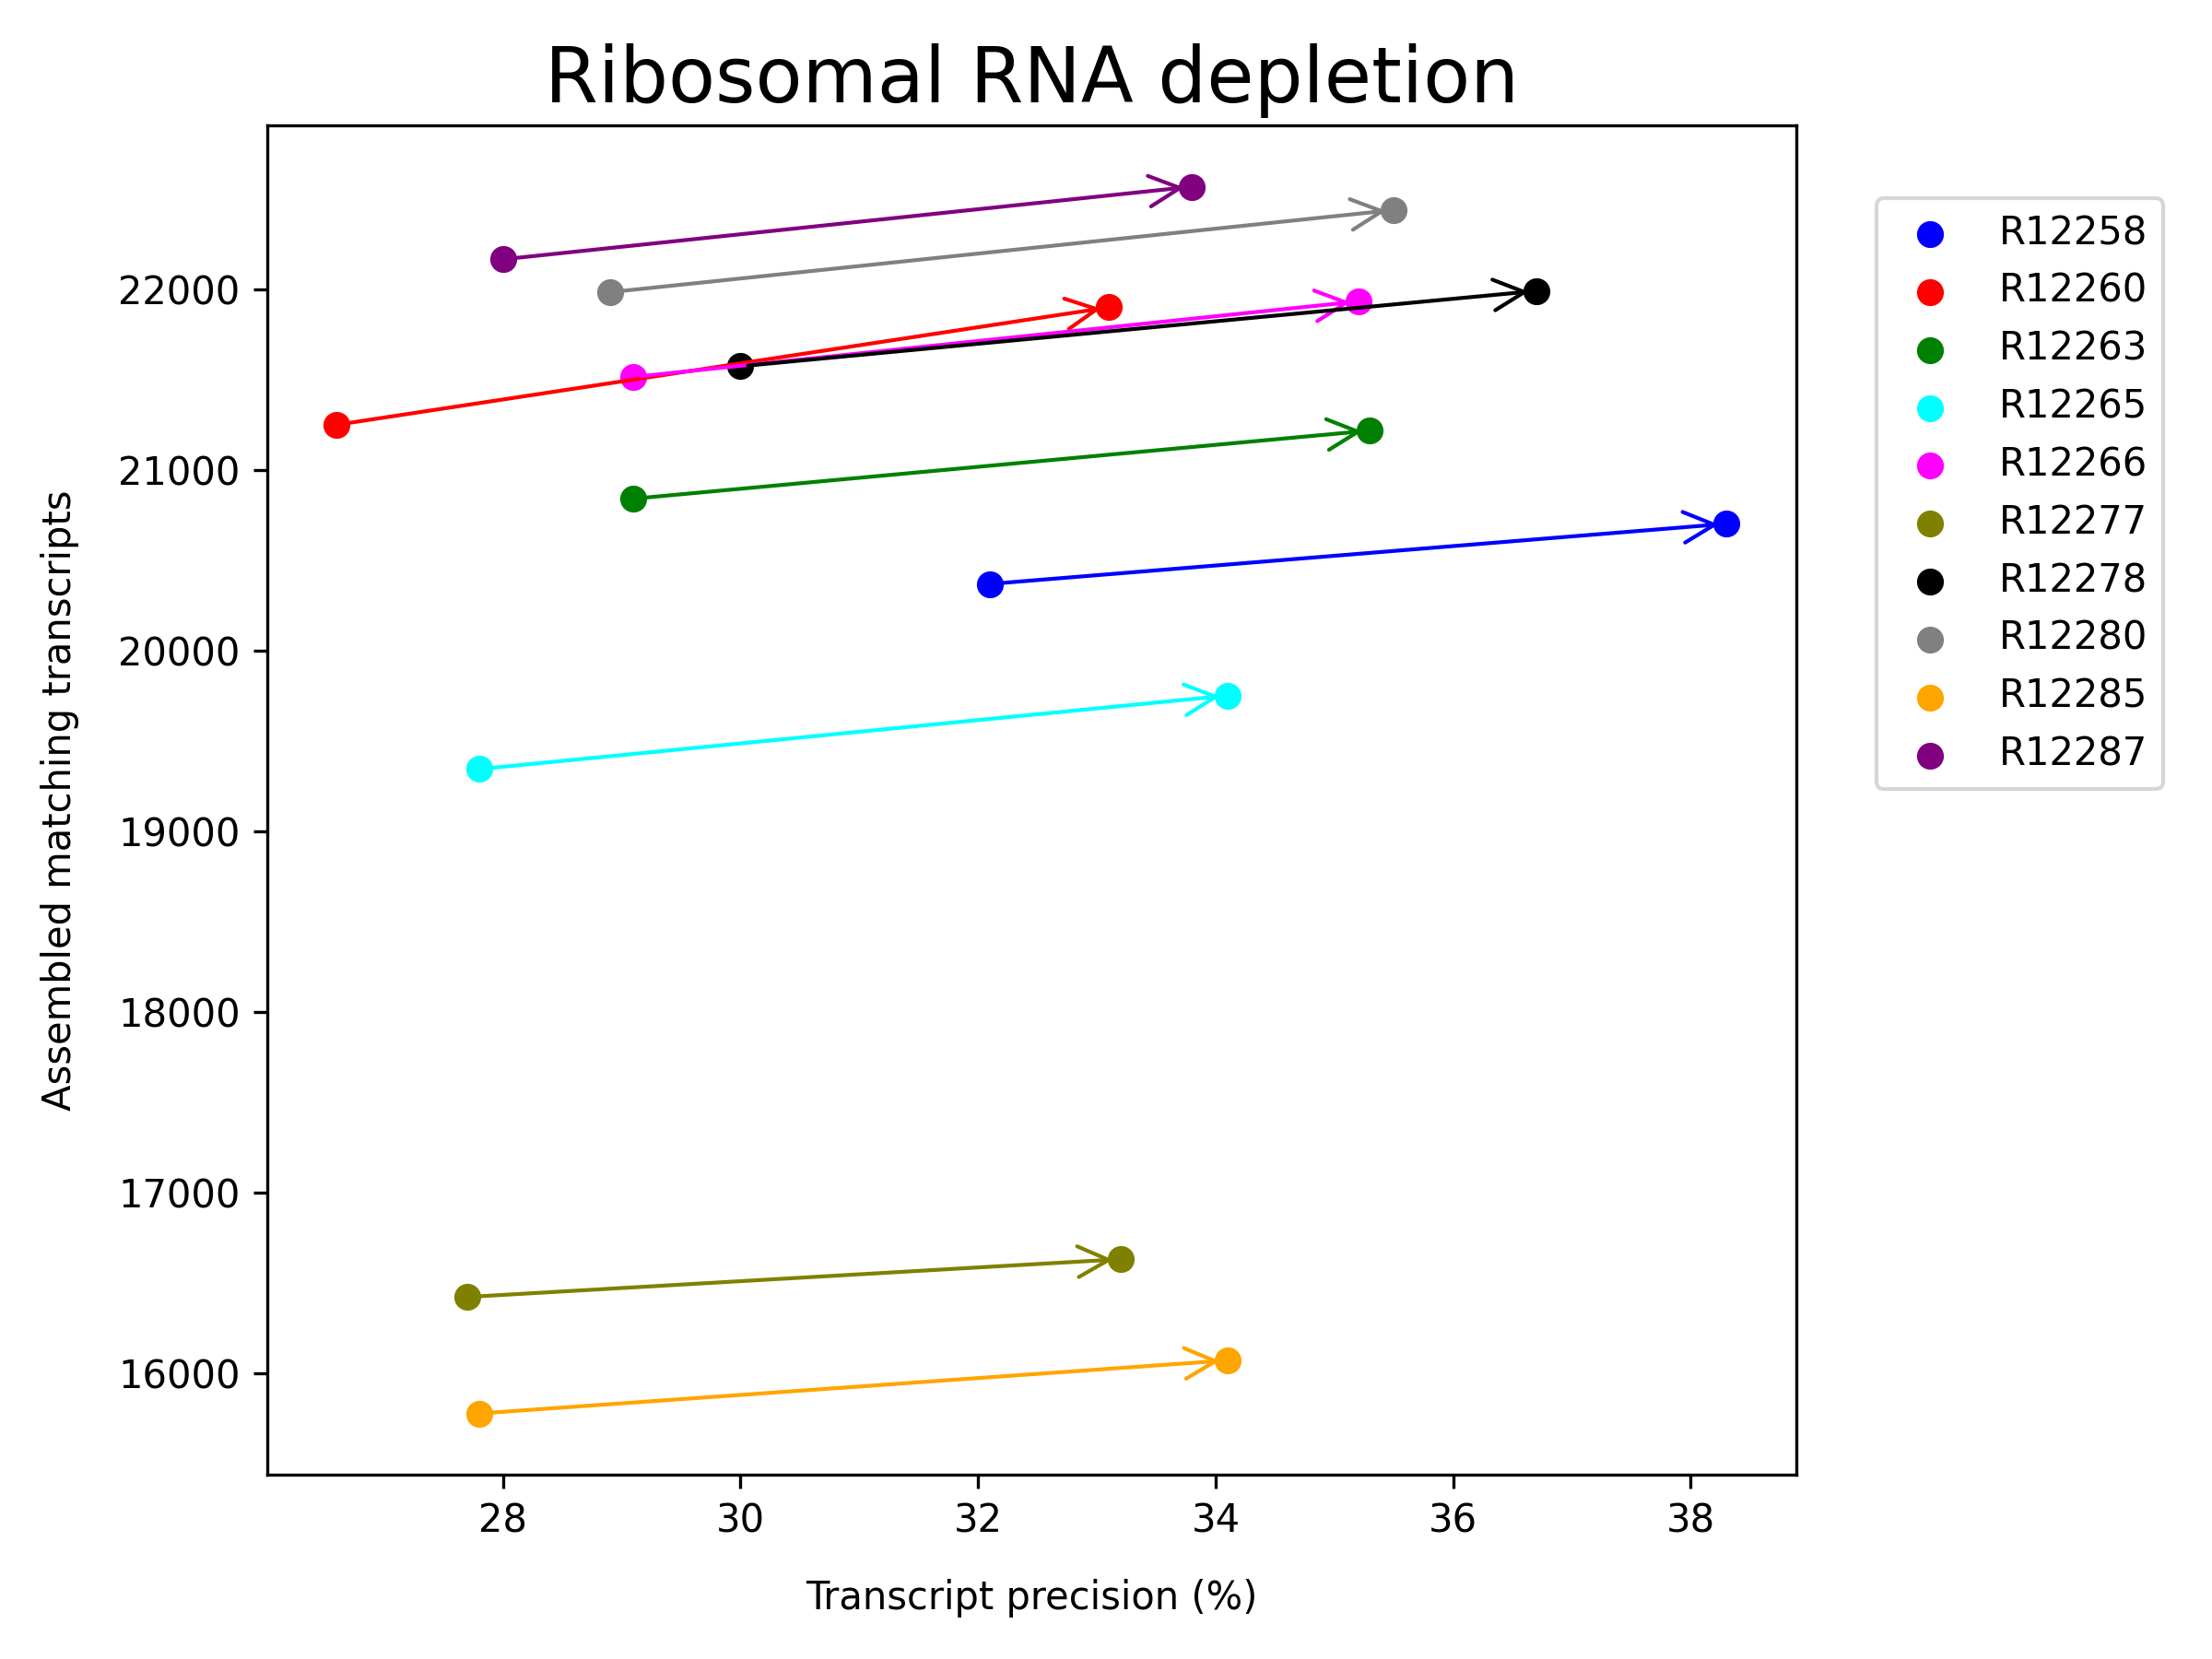 Ribosomal RNA depletion
Assembled matching transcripts
22000
21000
20000
19000
18000
17000
16000
28 30 32 34 36 38
Transcript precision (%)
R12258
R12260
R12263
R12265
R12266
R12277
R12278
R12280
R12285
R12287